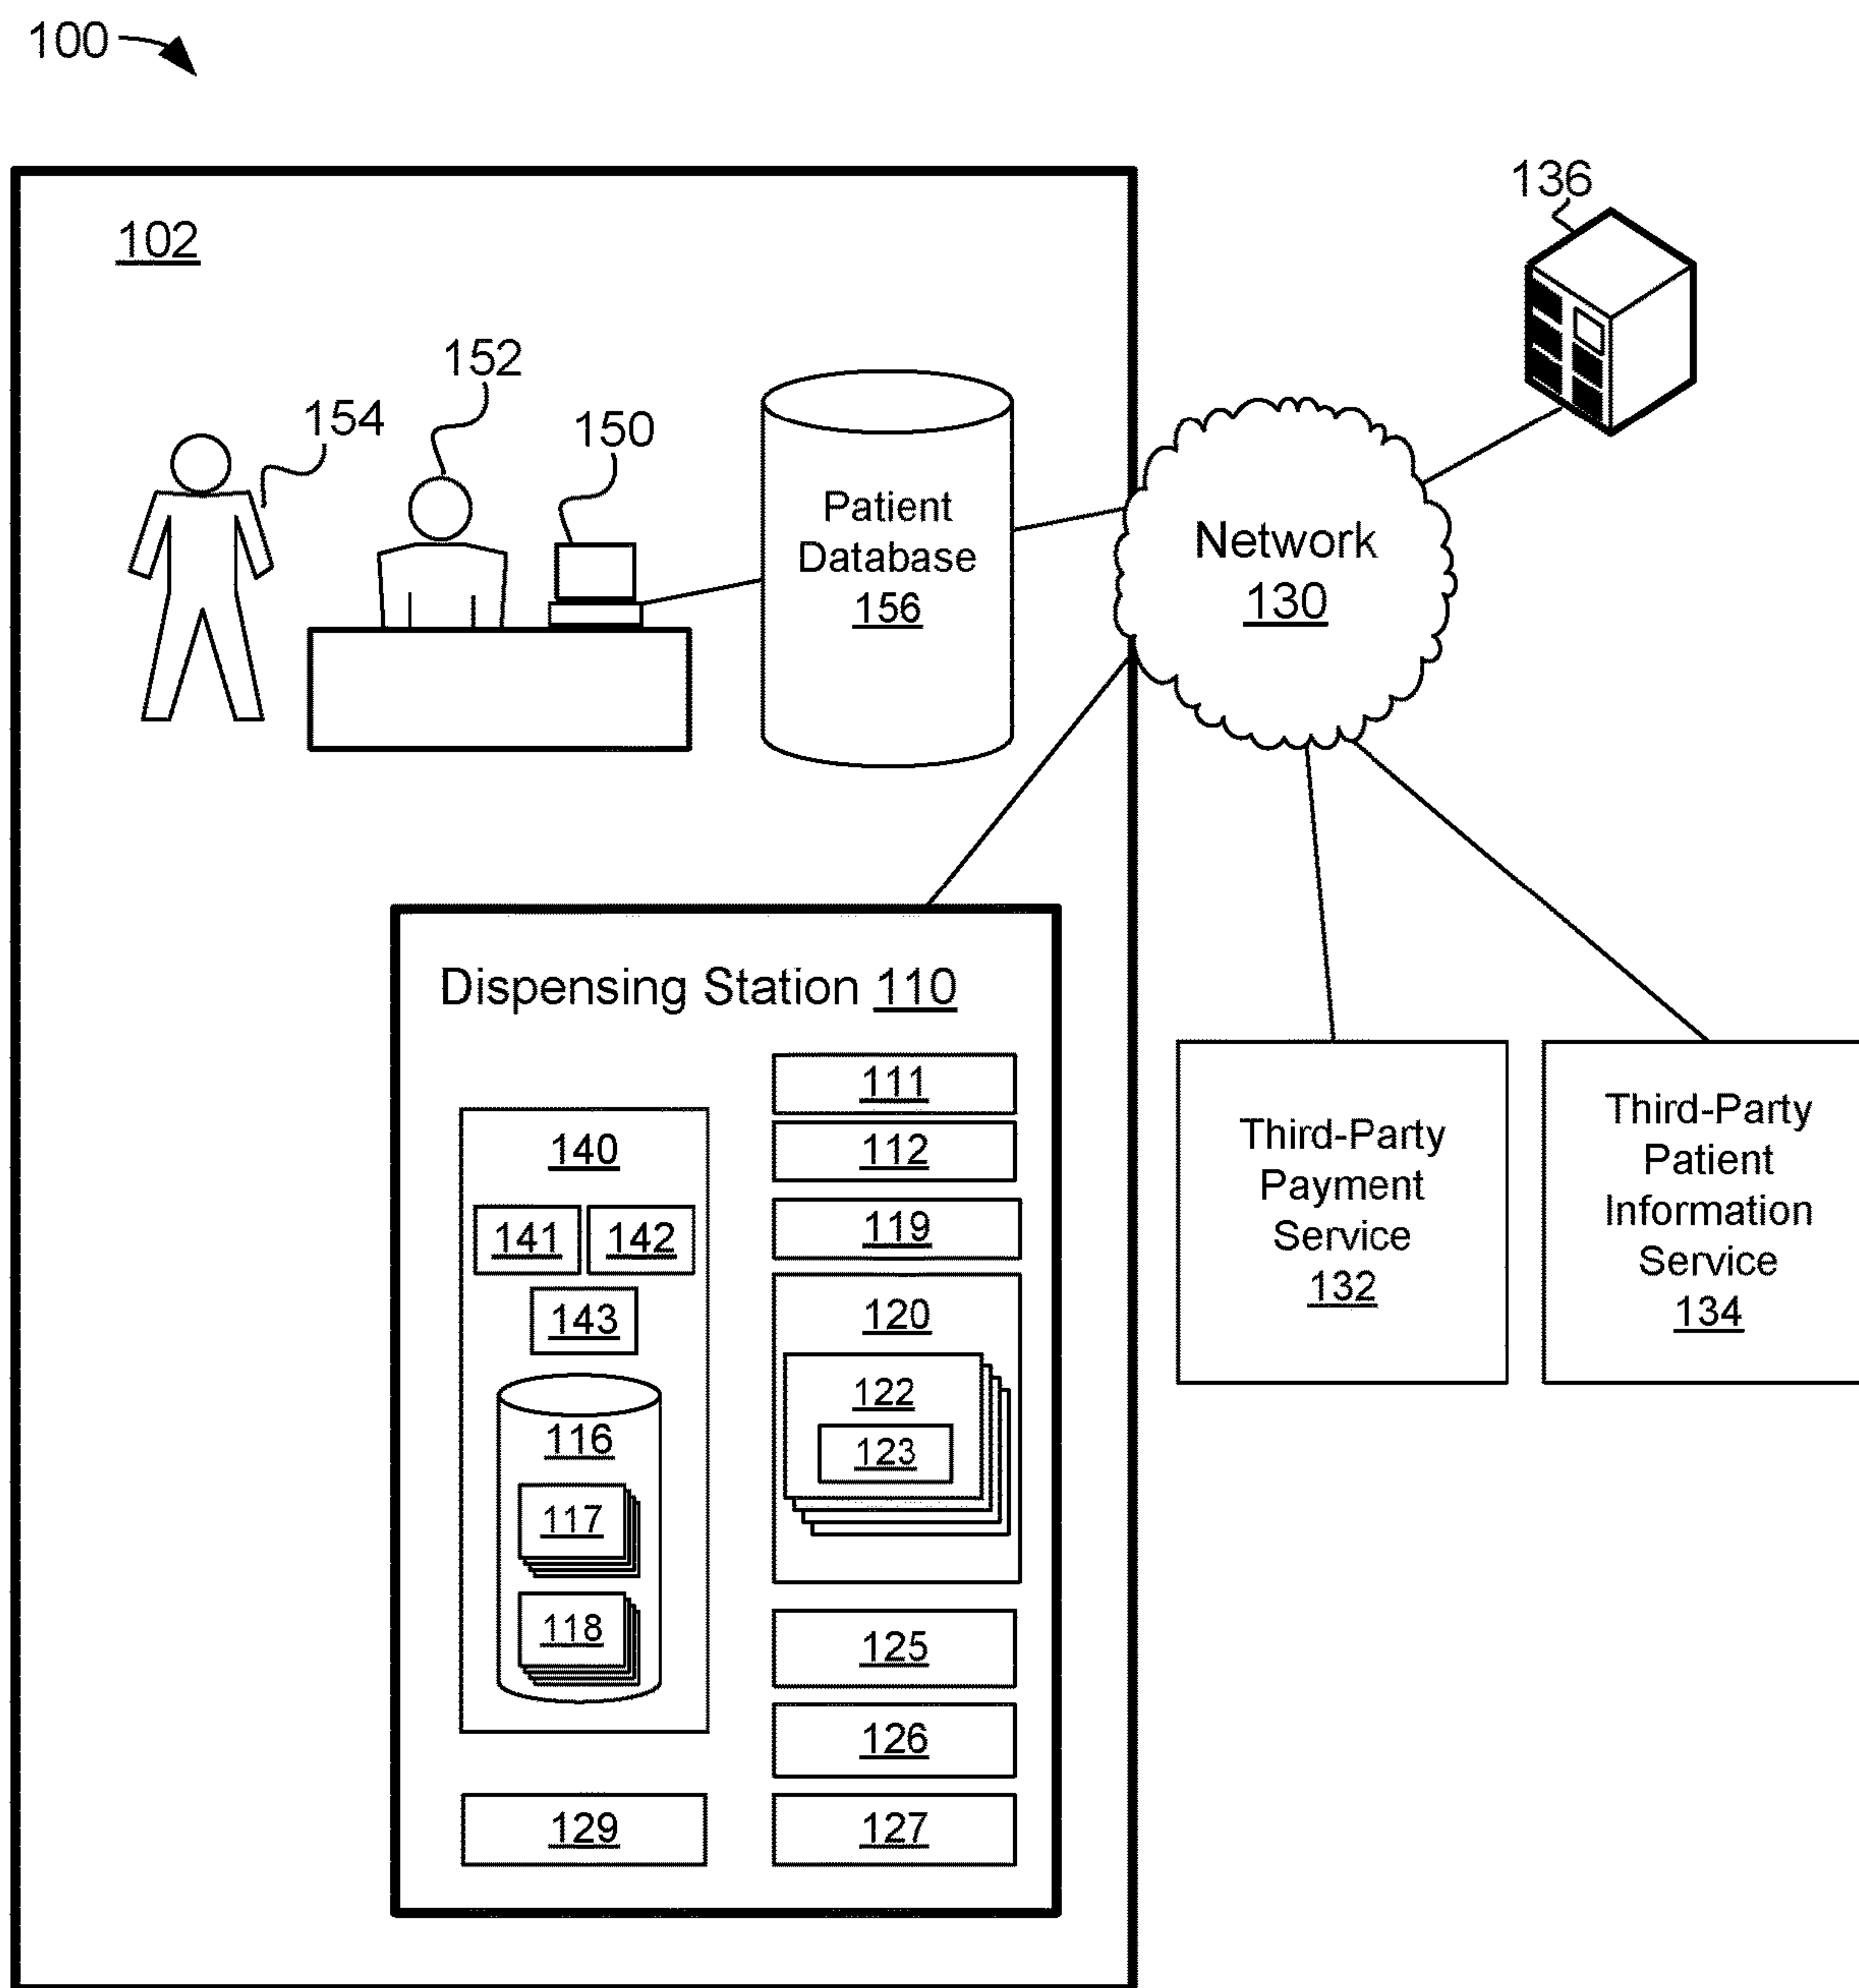 100
102
136
152
154
150
Patient
Database
156
Network
130
Dispensing Station 110
111
112
119
120
122
123
125
126
127
140
141 142
143
116
117
118
129
Third-Party
Payment
Service
132
Third-Party
Patient
Information
Service
134